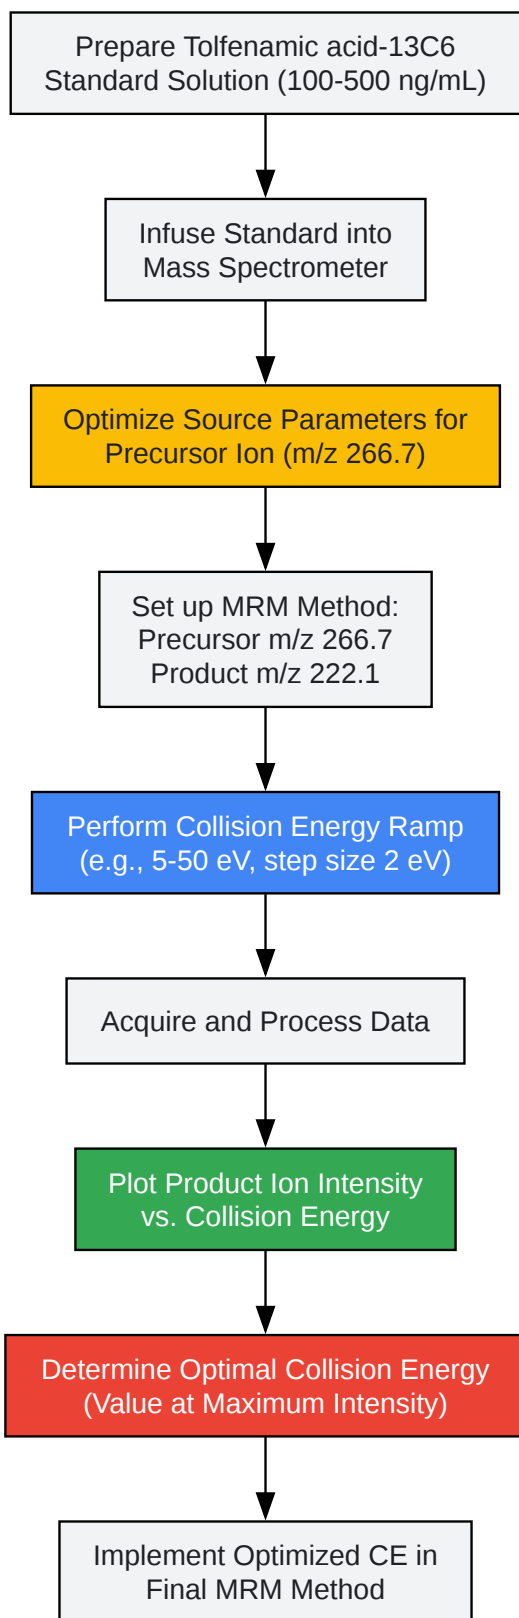 Prepare Tolfenamic acid-13C6
Standard Solution (100-500 ng/mL)
Infuse Standard into
Mass Spectrometer
Optimize Source Parameters for
Precursor Ion (m/z 266.7)
Set up MRM Method:
Precursor m/z 266.7
Product m/z 222.1
Perform Collision Energy Ramp
(e.g., 5-50 eV, step size 2 eV)
Acquire and Process Data
Plot Product Ion Intensity
vs. Collision Energy
Determine Optimal Collision Energy
(Value at Maximum Intensity)
Implement Optimized CE in
Final MRM Method